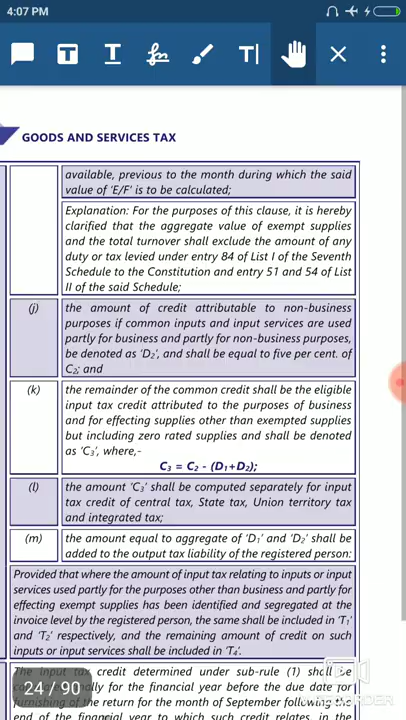 4:07 PM
GOODS AND SERVICES TAX
available, previous to the month during which the said
value of 'E/F' is to be calculated;
Explanation: For the purposes of this clause, it is hereby
clarified that the aggregate value of exempt supplies
and the total turnover shall exclude the amount of any
duty or tax levied under entry 84 of List I of the Seventh
Schedule to the Constitution and entry 51 and 54 of List
II of the said Schedule;
(j) the amount of credit attributable to non-business
purposes if common inputs and input services are used
partly for business and partly for non-business purposes,
be denoted as 'D₂', and shall be equal to five per cent. of
C₂; and
(k) the remainder of the common credit shall be the eligible
input tax credit attributed to the purposes of business
and for effecting supplies other than exempted supplies
but including zero rated supplies and shall be denoted
as 'C₃', where,-
C₃ = C₂ - (D₁+D₂);
(l) the amount 'C₃' shall be computed separately for input
tax credit of central tax, State tax, Union territory tax
and integrated tax;
(m) the amount equal to aggregate of 'D₁' and 'D₂' shall be
added to the output tax liability of the registered person:
Provided that where the amount of input tax relating to inputs or input
services used partly for the purposes other than business and partly for
effecting exempt supplies has been identified and segregated at the
invoice level by the registered person, the same shall be included in 'T₁'
and 'T₂' respectively, and the remaining amount of credit on such
inputs or input services shall be included in 'T₄'.
The input tax credit determined under sub-rule (1) shall be
24 / 90
finally for the financial year before the due date for
furnishing of the return for the month of September following the
end of the financial year to which such credit relates, in the